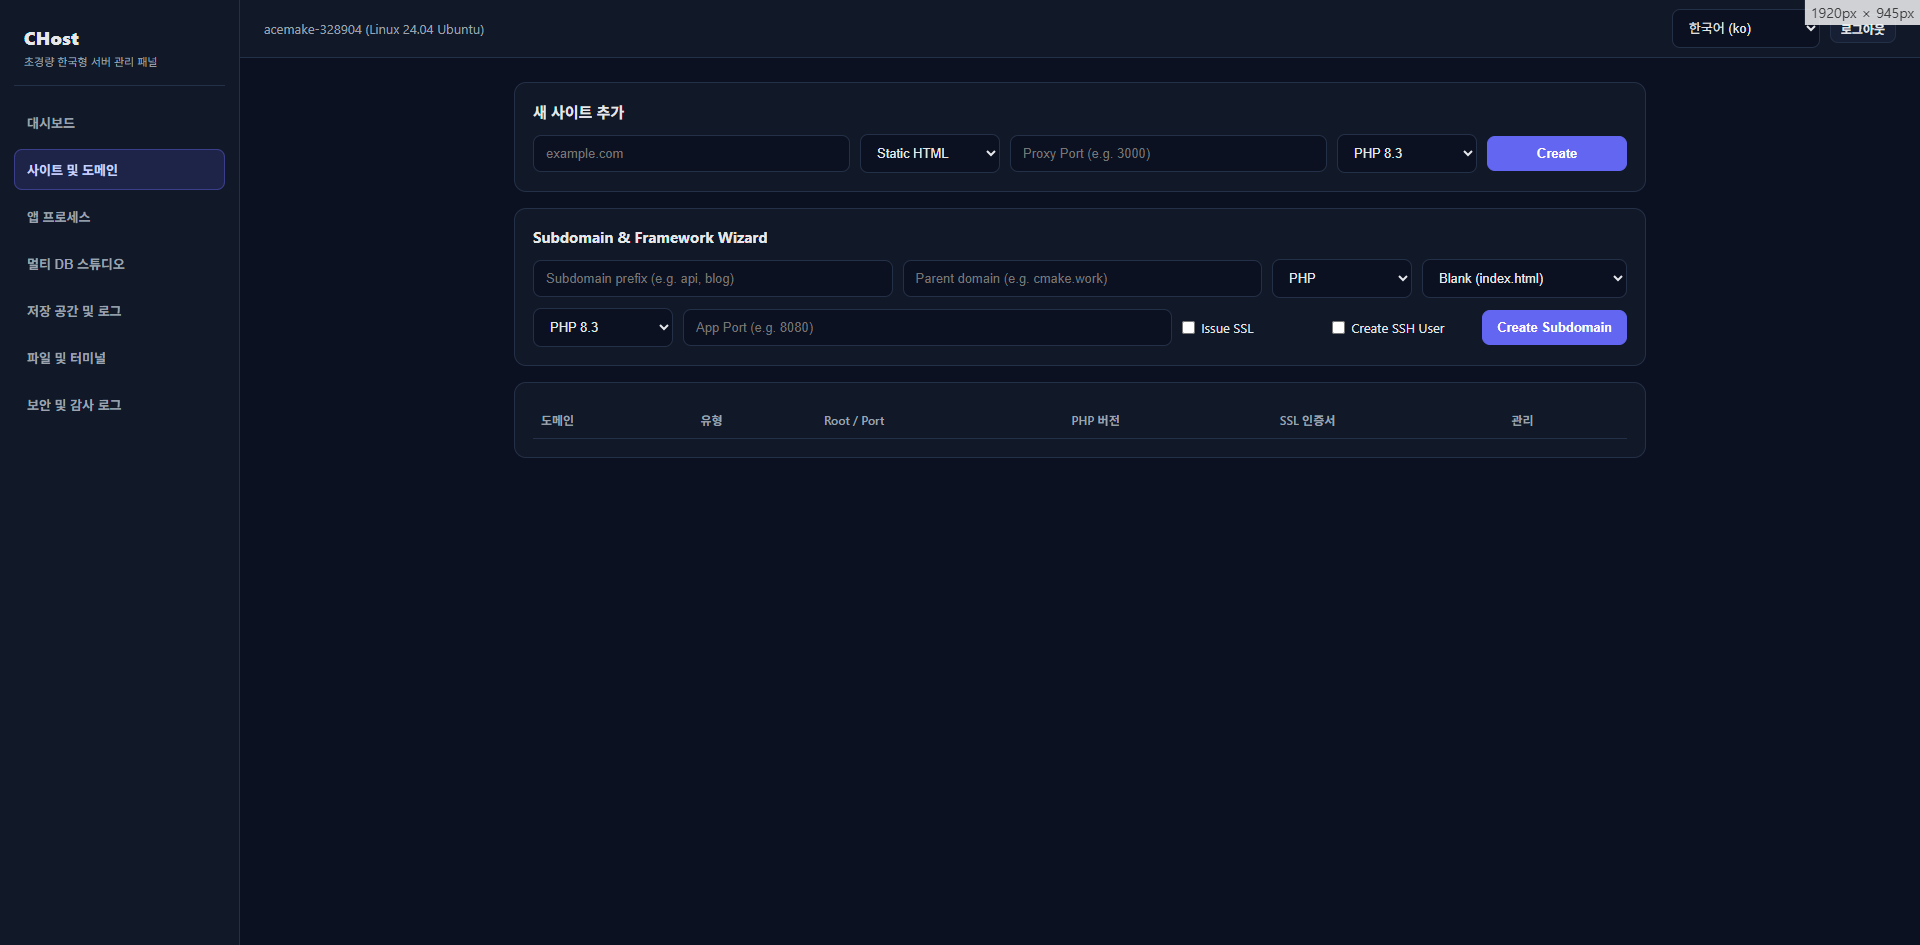 CHost
초경량 한국형 서버 관리 패널
대시보드
사이트 및 도메인
앱 프로세스
멀티 DB 스튜디오
저장 공간 및 로그
파일 및 터미널
보안 및 감사 로그
acemake-328904 (Linux 24.04 Ubuntu)
한국어 (ko)
로그아웃
1920px × 945px
새 사이트 추가
example.com Static HTML Proxy Port (e.g. 3000) PHP 8.3 Create
Subdomain & Framework Wizard
Subdomain prefix (e.g. api, blog) Parent domain (e.g. cmake.work) PHP Blank (index.html)
PHP 8.3 App Port (e.g. 8080) Issue SSL Create SSH User Create Subdomain
도메인 유형 Root / Port PHP 버전 SSL 인증서 관리